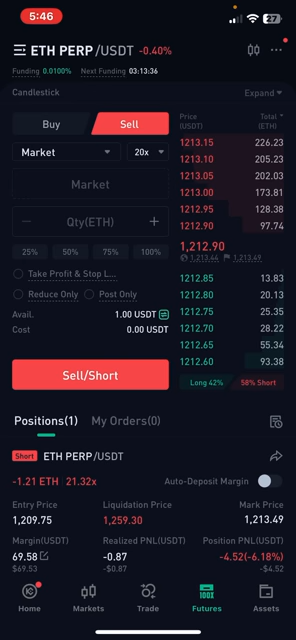 5:46
27
ETH PERP/USDT -0.40%
Funding 0.0100% Next Funding 03:13:36
Candlestick Expand
Buy Sell
Market 20x
Market
Qty(ETH)
25% 50% 75% 100%
Take Profit & Stop L...
Reduce Only Post Only
Avail. 1.00 USDT
Cost 0.00 USDT
Price (USDT) Total (ETH)
1213.15 226.23
1213.10 205.23
1213.05 202.03
1213.00 173.81
1212.95 128.38
1212.90 97.74
1,212.90
1,213.44 1,213.49
1212.85 13.83
1212.80 20.13
1212.75 25.35
1212.70 28.22
1212.65 55.34
1212.60 93.38
Sell/Short
Long 42% 58% Short
Positions(1) My Orders(0)
Short ETH PERP/USDT
-1.21 ETH 21.32x Auto-Deposit Margin
Entry Price Liquidation Price Mark Price
1,209.75 1,259.30 1,213.49
Margin(USDT) Realized PNL(USDT) Position PNL(USDT)
69.58 -0.87 -4.52(-6.18%)
$69.53 -$0.87 -$4.52
100X
Home Markets Trade Futures Assets